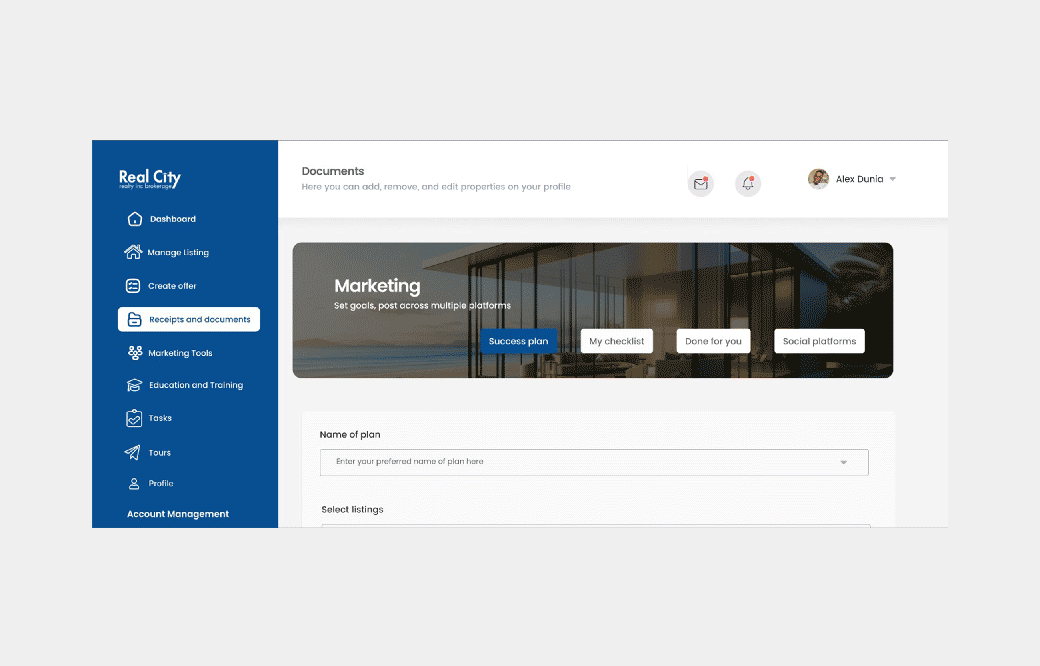 Real City
realty inc brokerage
Dashboard
Manage Listing
Create offer
Receipts and documents
Marketing Tools
Education and Training
Tasks
Tours
Profile
Account Management
Documents
Here you can add, remove, and edit properties on your profile
Alex Dunia
Marketing
Set goals, post across multiple platforms
Success plan
My checklist
Done for you
Social platforms
Name of plan
Enter your preferred name of plan here
Select listings